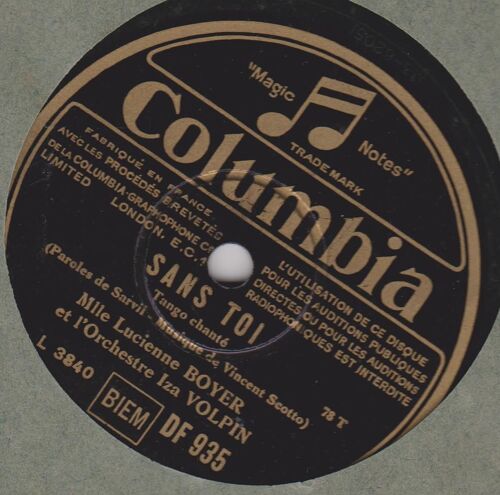 "Magic Notes"
TRADE MARK
Columbia
FABRIQUÉ EN FRANCE
AVEC LES PROCÉDÉS BREVETÉS
DE LA COLUMBIA GRAPHOPHONE CO
LIMITED LONDON, E.C.1
L'UTILISATION DE CE DISQUE
POUR LES AUDITIONS PUBLIQUES
DIRECTES OU POUR LES AUDITIONS
RADIOPHONIQUES EST INTERDITE
SANS TOI
Tango chanté
(Paroles de Sarvil - Musique de Vincent Scotto)
78 T
Mlle Lucienne BOYER
et l'Orchestre Iza VOLPIN
L 3840
BIEM
DF 935